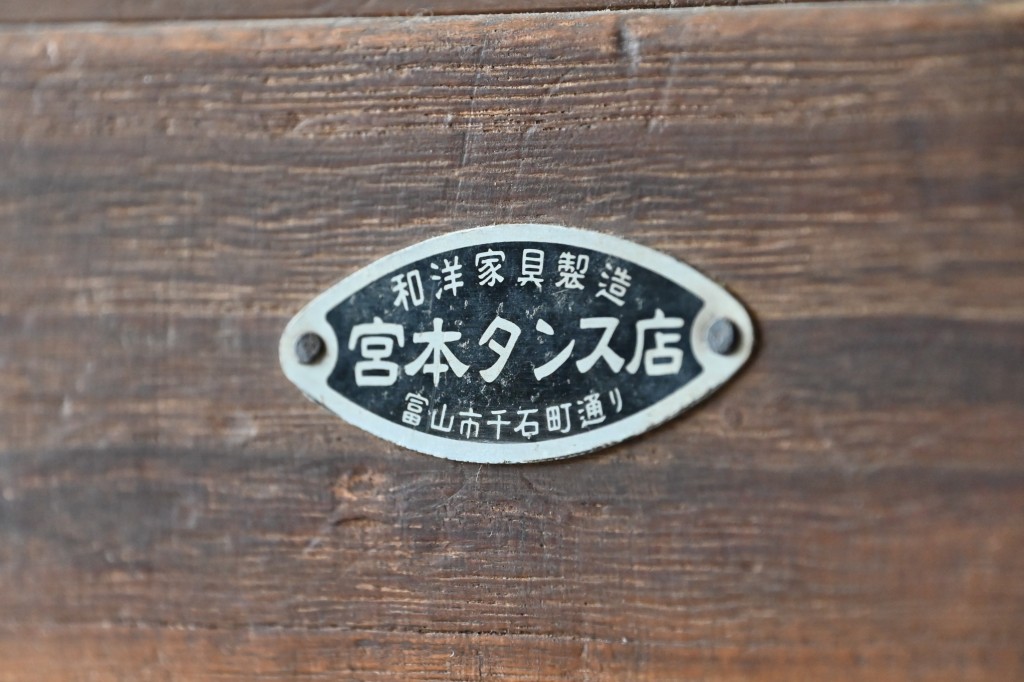 和洋家具製造
宮本タンス店
富山市千石町通り